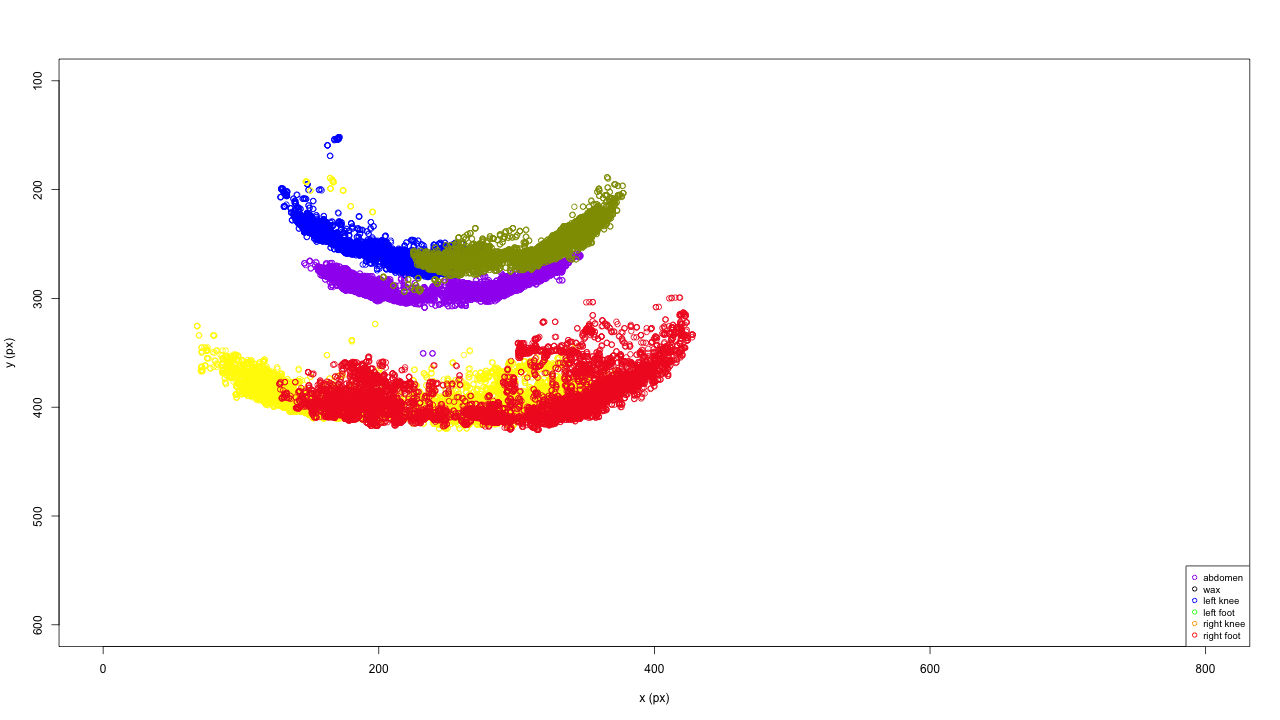 100
200
300
400
500
600
y (px)
0
200
400
600
800
x (px)
abdomen
wax
left knee
left foot
right knee
right foot